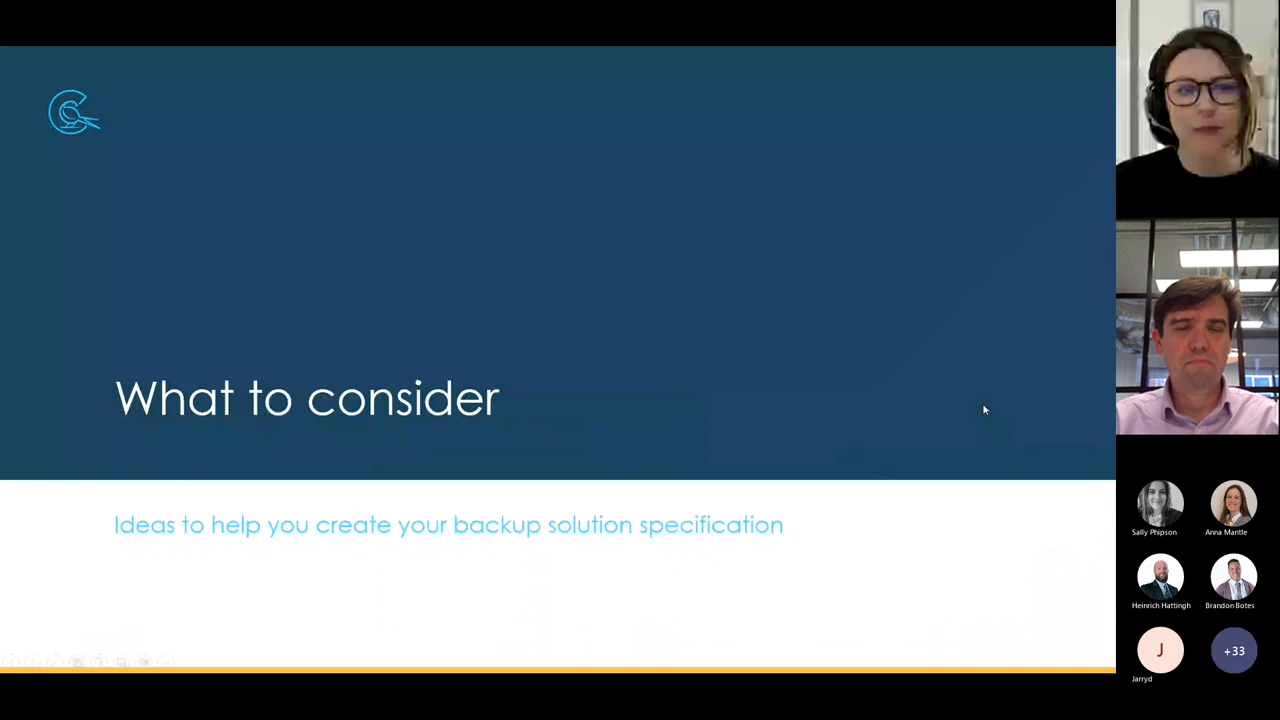 What to consider
Ideas to help you create your backup solution specification
Sally Phipson
Anna Mantle
Heinrich Hattingh
Brandon Botes
J
+33
Jarryd